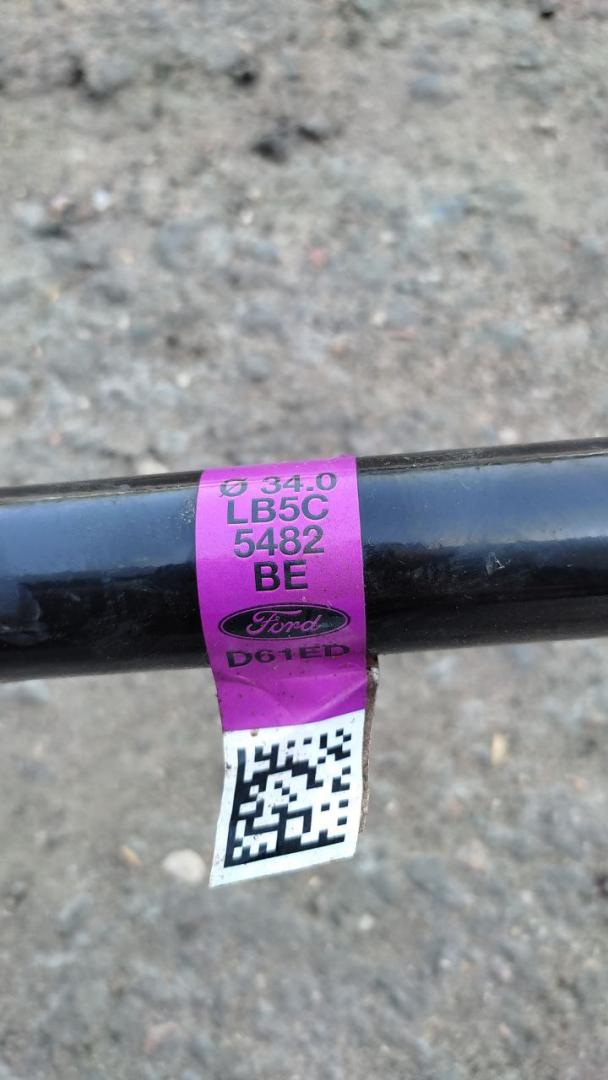 Ø 34.0
LB5C
5482
BE
Ford
D61ED